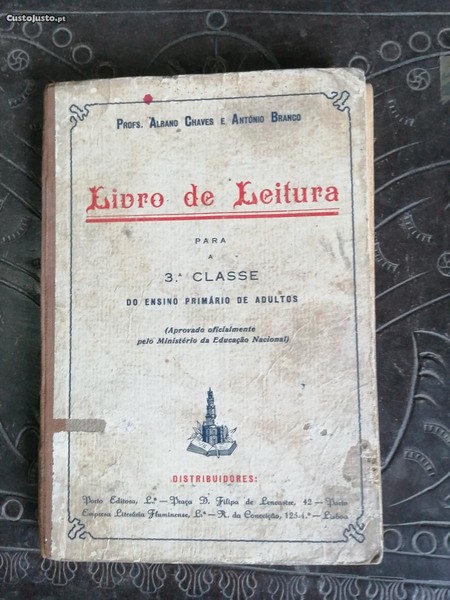 CustoJusto.pt
PROFS. ALBANO CHAVES E ANTÓNIO BRANCO
Livro de Leitura
PARA
A
3.ª CLASSE
DO ENSINO PRIMÁRIO DE ADULTOS
(Aprovado oficialmente
pelo Ministério da Educação Nacional)
DISTRIBUIDORES:
Porto Editora, L.ª — Praça D. Filipa de Lencastre, 42 — Porto
Empresa Literária Fluminense, L.ª — R. da Conceição, 125-1.º — Lisboa